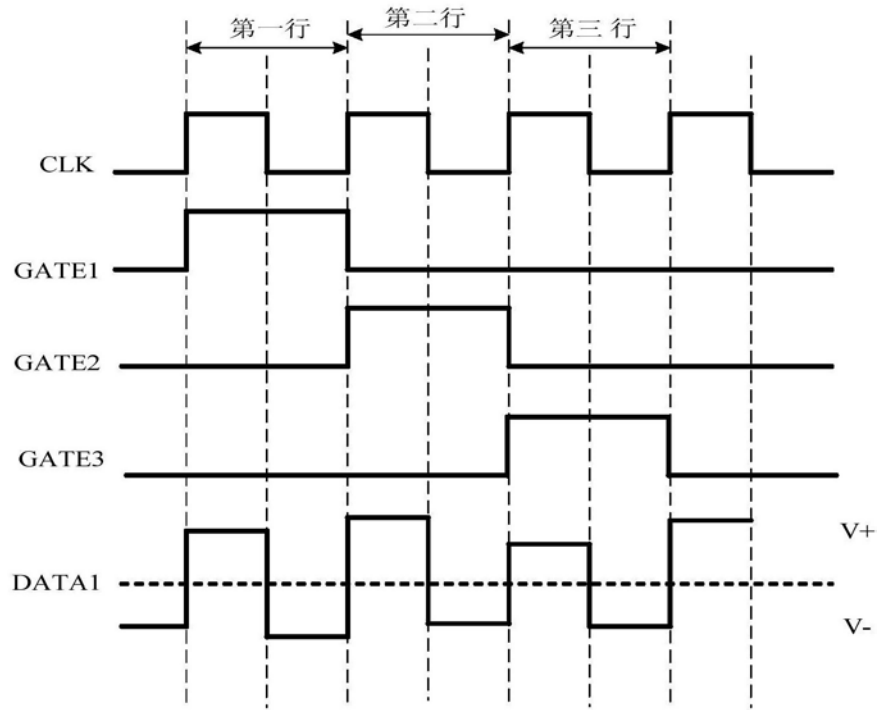 第一行
第二行
第三 行
CLK
GATE1
GATE2
GATE3
V+
DATA1
V-